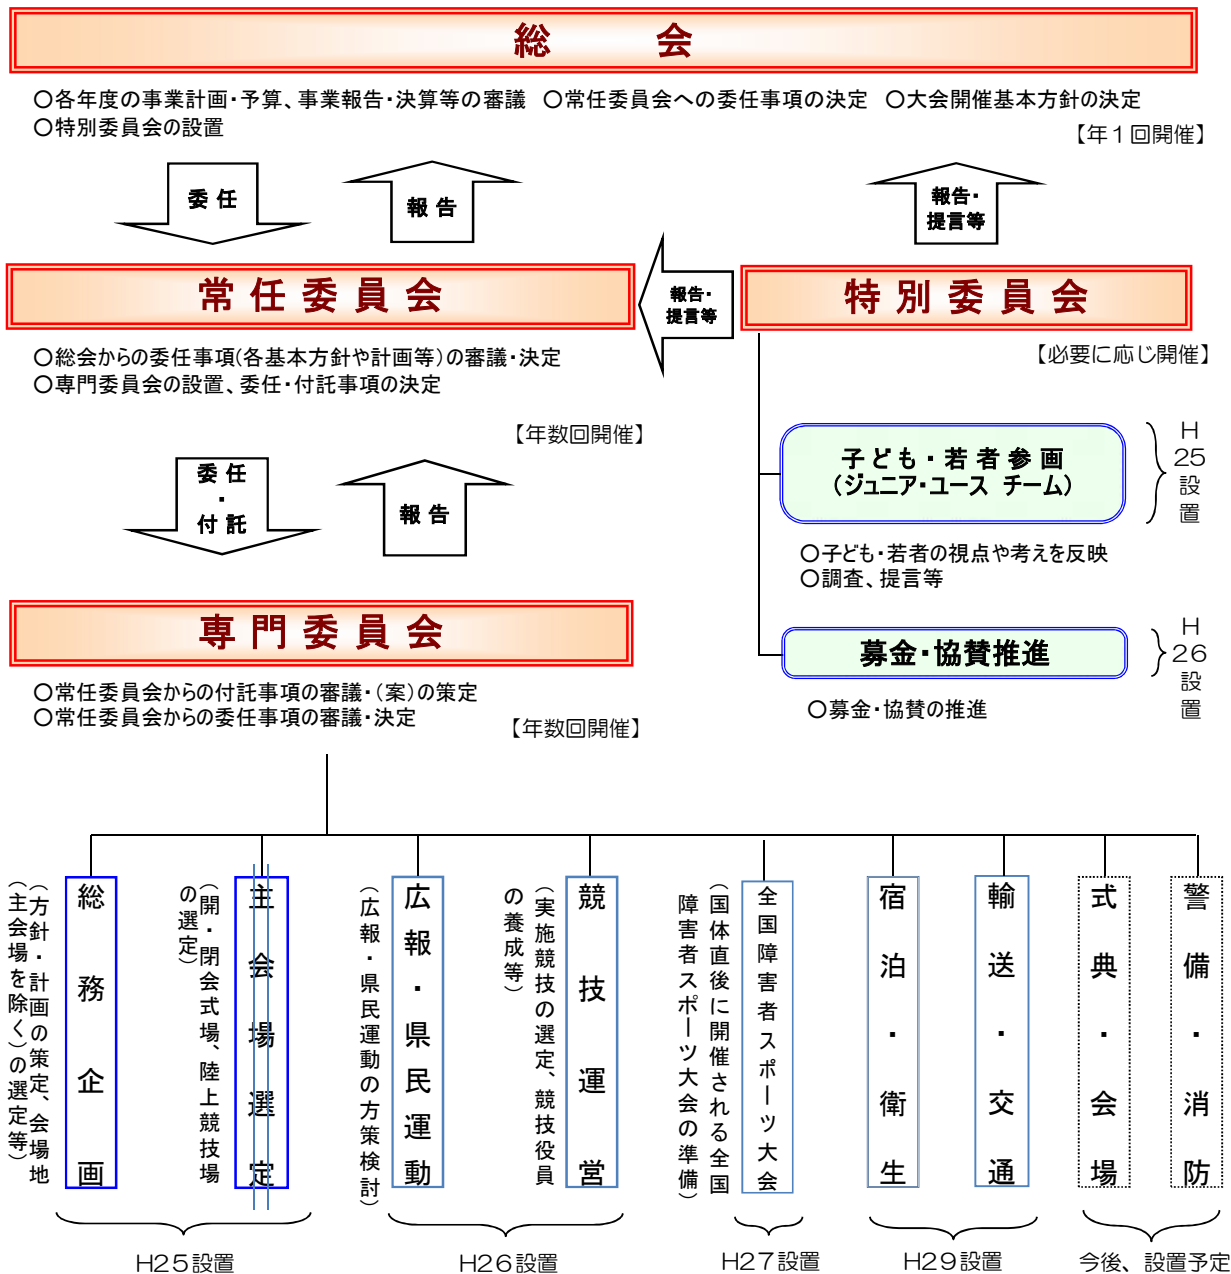 総会
○各年度の事業計画・予算、事業報告・決算等の審議 ○常任委員会への委任事項の決定 ○大会開催基本方針の決定
○特別委員会の設置
【年１回開催】
委任
報告
報告・
提言等
常任委員会
報告・
提言等
特別委員会
○総会からの委任事項(各基本方針や計画等)の審議・決定
○専門委員会の設置、委任・付託事項の決定
【年数回開催】
【必要に応じ開催】
子ども・若者参画
（ジュニア・ユース チーム）
H
25
設
置
○子ども・若者の視点や考えを反映
○調査、提言等
委任
・
付託
報告
専門委員会
○常任委員会からの付託事項の審議・(案)の策定
○常任委員会からの委任事項の審議・決定
【年数回開催】
募金・協賛推進
H
26
設
置
○募金・協賛の推進
総務企画
（方針・計画の策定、会場地
（主会場を除く）の選定等）
主会場選定
（開・閉会式場、陸上競技場
の選定）
広報・県民運動
（広報・県民運動の方策検討）
競技運営
（実施競技の選定、競技役員
の養成等）
全国障害者スポーツ大会
（国体直後に開催される全国
障害者スポーツ大会の準備）
宿泊・衛生
輸送・交通
式典・会場
警備・消防
H25設置
H26設置
H27設置
H29設置
今後、設置予定